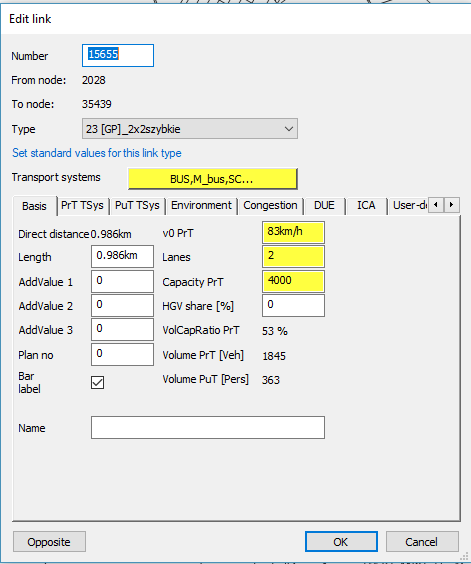 Edit link
Number 15655
From node: 2028
To node: 35439
Type 23 [GP]_2x2szybkie
Set standard values for this link type
Transport systems BUS,M_bus,SC...
Basis PrT TSys PuT TSys Environment Congestion DUE ICA User-d
Direct distance 0.986km v0 PrT 83km/h
Length 0.986km Lanes 2
AddValue 1 0 Capacity PrT 4000
AddValue 2 0 HGV share [%] 0
AddValue 3 0 VolCapRatio PrT 53 %
Plan no 0 Volume PrT [Veh] 1845
Bar label Volume PuT [Pers] 363
Name
Opposite OK Cancel